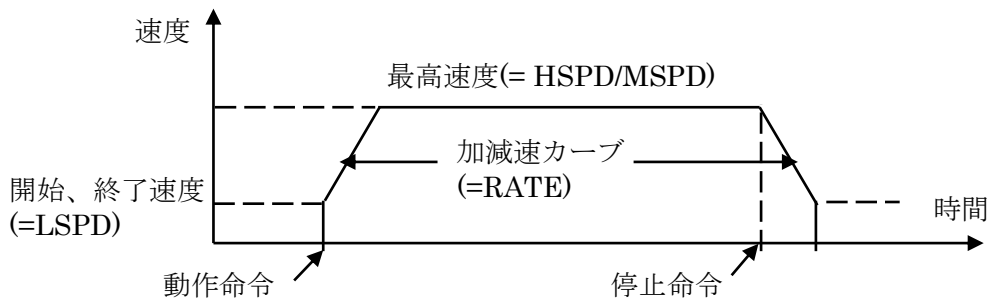 速度
最高速度(= HSPD/MSPD)
加減速カーブ
(=RATE)
開始、終了速度
(=LSPD)
時間
動作命令
停止命令